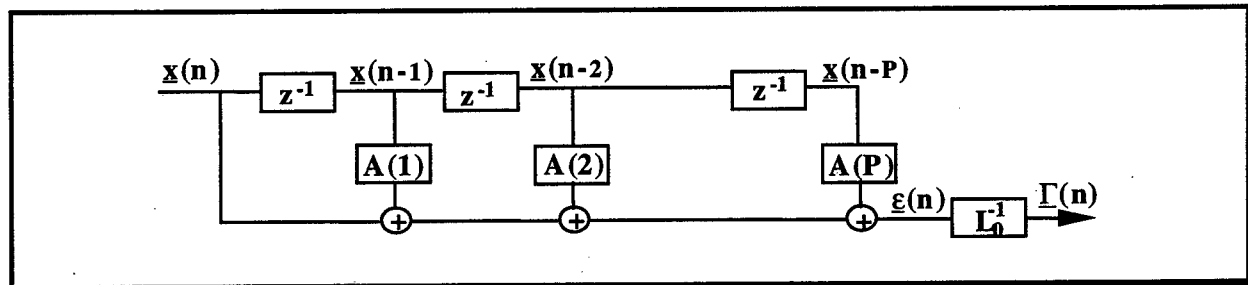 x(n) x(n-1) x(n-2) x(n-P)
z⁻¹ z⁻¹ z⁻¹
A(1) A(2) A(P)
+ + + ε(n) L₀⁻¹ Γ(n)